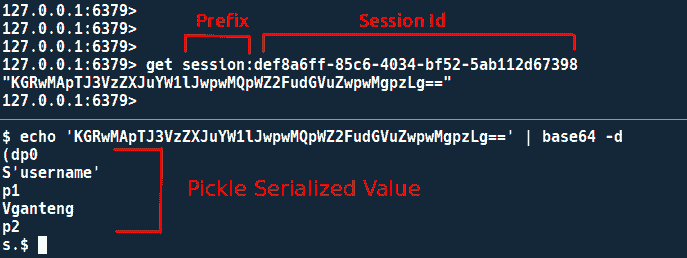 127.0.0.1:6379>
127.0.0.1:6379>
Prefix Session Id
127.0.0.1:6379>
127.0.0.1:6379> get session:def8a6ff-85c6-4034-bf52-5ab112d67398
"KGRwMApTJ3VzZXJuYW1lJwpwMQpWZ2FudGVuZwpwMgpzLg=="
127.0.0.1:6379>
$ echo 'KGRwMApTJ3VzZXJuYW1lJwpwMQpWZ2FudGVuZwpwMgpzLg==' | base64 -d
(dp0
S'username'
p1
Pickle Serialized Value
Vganteng
p2
s.$